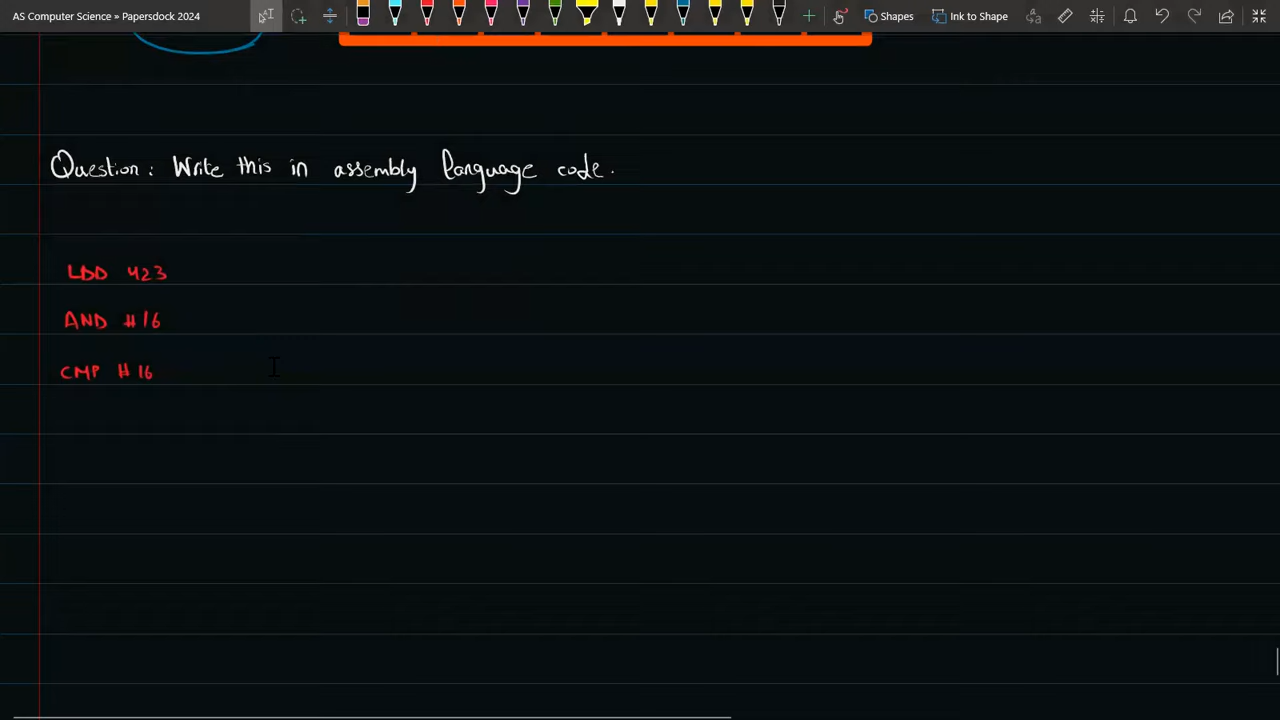 AS Computer Science » Papersdock 2024
Shapes
Ink to Shape
Question: Write this in assembly language code.
LDD 423
AND #16
CMP #16